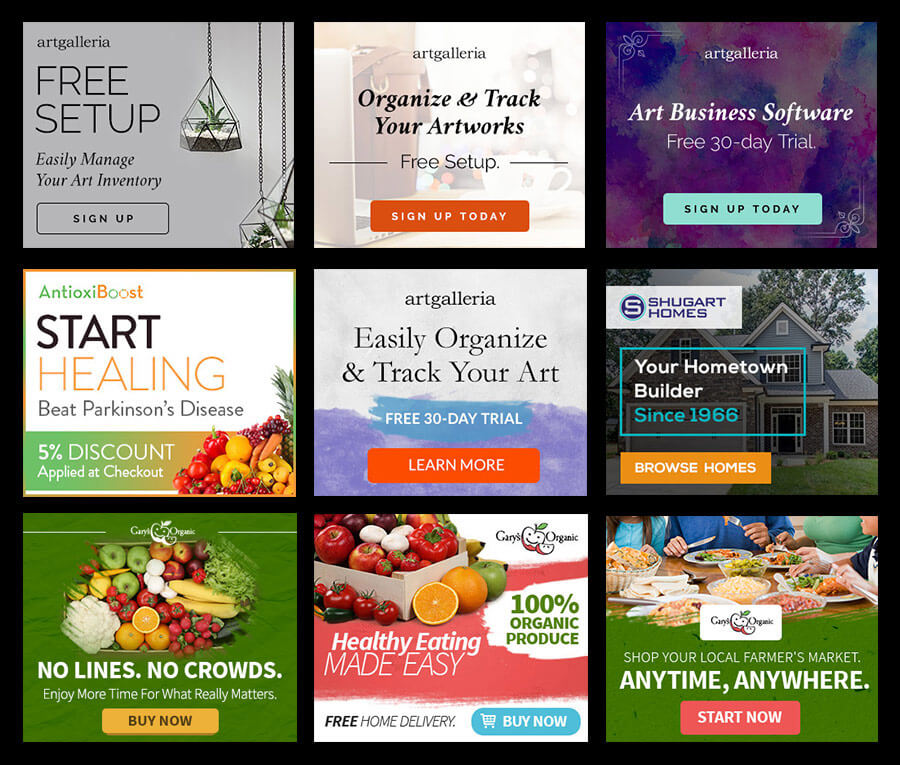 artgalleria
FREE
SETUP
Easily Manage
Your Art Inventory
SIGN UP
artgalleria
Organize & Track
Your Artworks
Free Setup.
SIGN UP TODAY
artgalleria
Art Business Software
Free 30-day Trial.
SIGN UP TODAY
AntioxiBoost
START
HEALING
Beat Parkinson's Disease
5% DISCOUNT
Applied at Checkout
artgalleria
Easily Organize
& Track Your Art
FREE 30-DAY TRIAL
LEARN MORE
S SHUGART
HOMES
Your Hometown
Builder
Since 1966
BROWSE HOMES
Gary's Organic
NO LINES. NO CROWDS.
Enjoy More Time For What Really Matters.
BUY NOW
Gary's Organic
100%
ORGANIC
PRODUCE
Healthy Eating
MADE EASY
FREE HOME DELIVERY.
BUY NOW
Gary's Organic
SHOP YOUR LOCAL FARMER'S MARKET.
ANYTIME, ANYWHERE.
START NOW